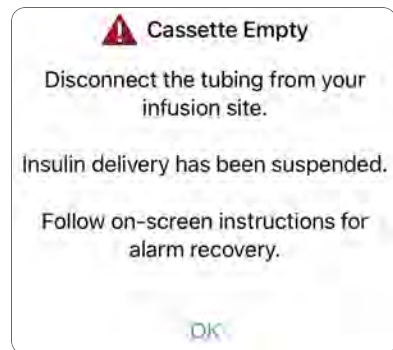 Cassette Empty
Disconnect the tubing from your
infusion site.
Insulin delivery has been suspended.
Follow on-screen instructions for
alarm recovery.
OK